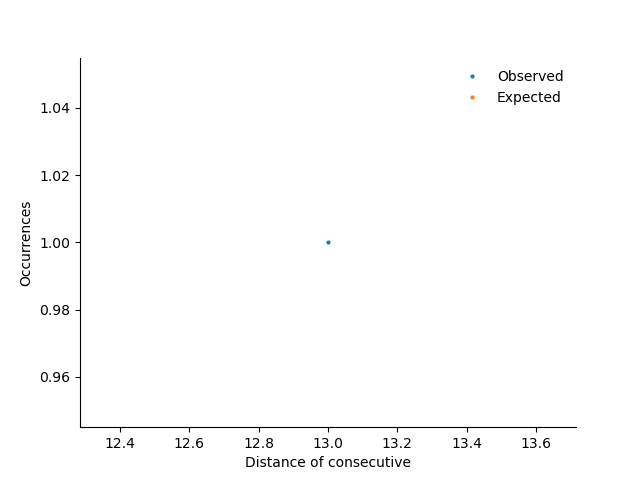 Observed
Expected
1.04
1.02
1.00
0.98
0.96
Occurrences
12.4 12.6 12.8 13.0 13.2 13.4 13.6
Distance of consecutive